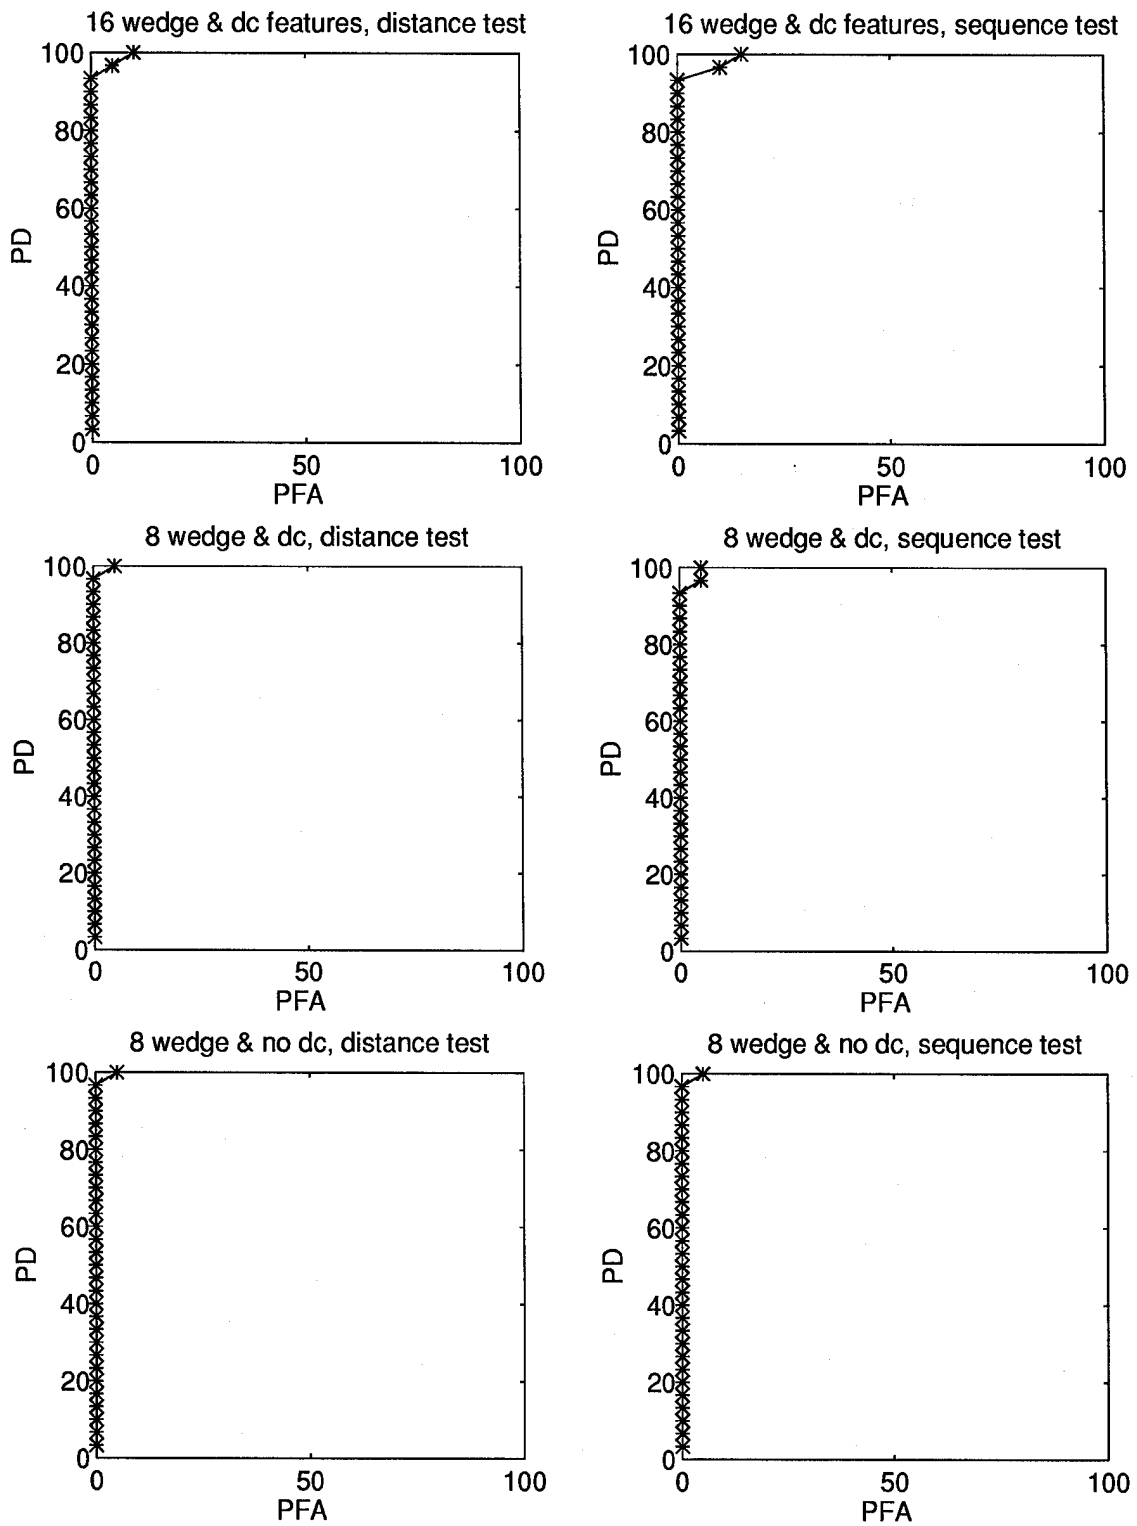 16 wedge & dc features, distance test
100
80
60
40
20
0
PD
0 50 100
PFA
16 wedge & dc features, sequence test
100
80
60
40
20
0
PD
0 50 100
PFA
8 wedge & dc, distance test
100
80
60
40
20
0
PD
0 50 100
PFA
8 wedge & dc, sequence test
100
80
60
40
20
0
PD
0 50 100
PFA
8 wedge & no dc, distance test
100
80
60
40
20
0
PD
0 50 100
PFA
8 wedge & no dc, sequence test
100
80
60
40
20
0
PD
0 50 100
PFA